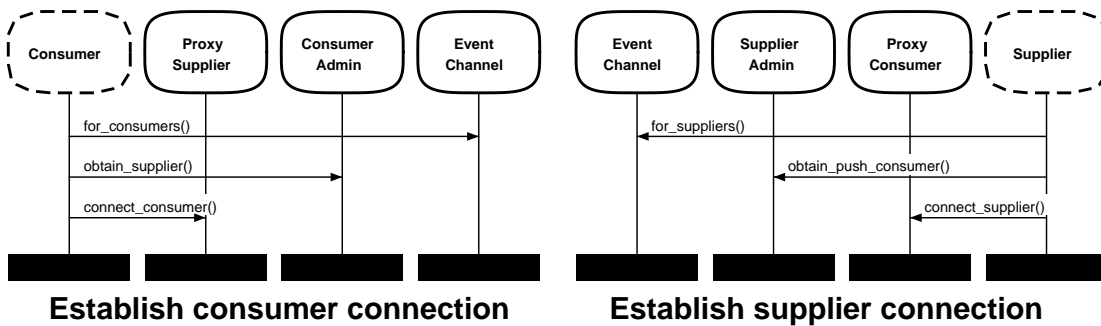 Consumer
Proxy
Supplier
Consumer
Admin
Event
Channel
for_consumers()
obtain_supplier()
connect_consumer()
Establish consumer connection
Event
Channel
Supplier
Admin
Proxy
Consumer
Supplier
for_suppliers()
obtain_push_consumer()
connect_supplier()
Establish supplier connection